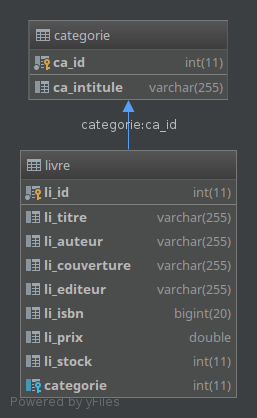 categorie
ca_id int(11)
ca_intitule varchar(255)
categorie:ca_id
livre
li_id int(11)
li_titre varchar(255)
li_auteur varchar(255)
li_couverture varchar(255)
li_editeur varchar(255)
li_isbn bigint(20)
li_prix double
li_stock int(11)
categorie int(11)
Powered by yFiles